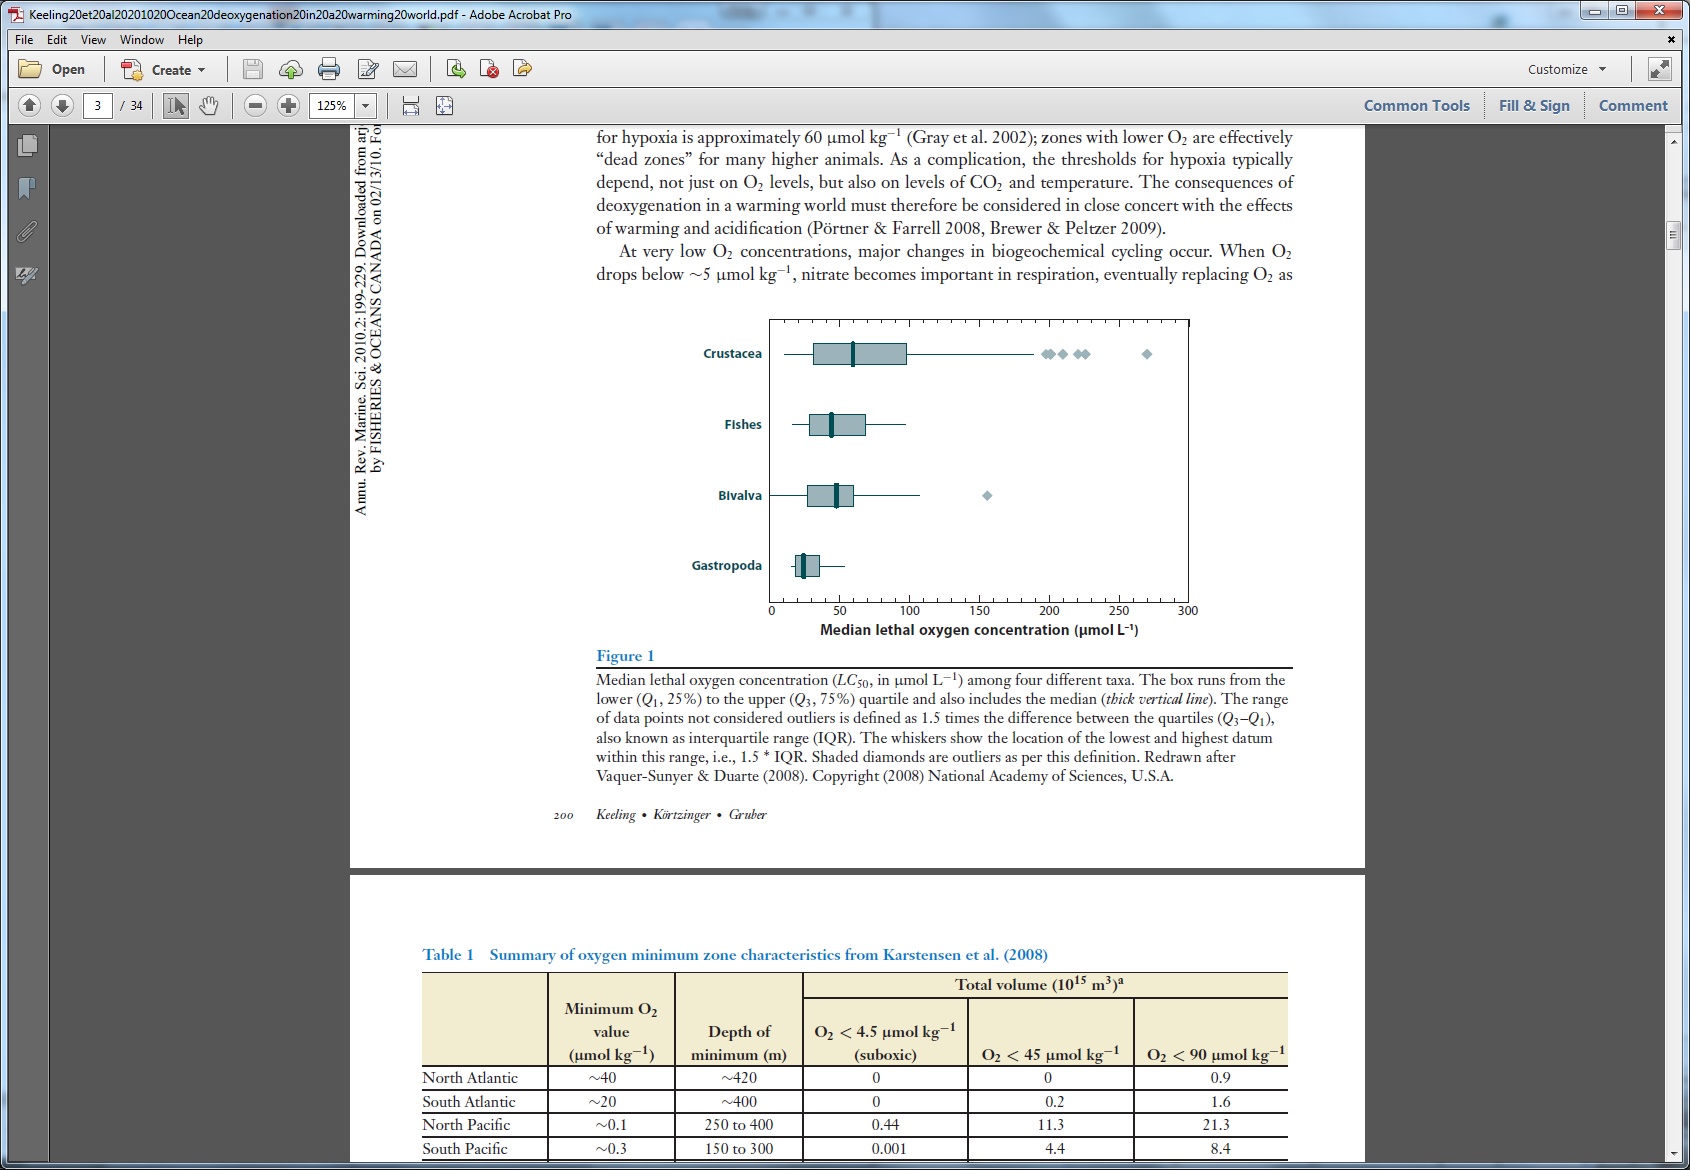 Keeling20et20al20201020Ocean20deoxygenation20in20a20warming20world.pdf - Adobe Acrobat Pro
File Edit View Window Help
Open Create Customize
3 / 34 125% Common Tools Fill & Sign Comment
Annu. Rev. Marine. Sci. 2010.2:199-229. Downloaded from arj
by FISHERIES & OCEANS CANADA on 02/13/10. Fo
for hypoxia is approximately 60 μmol kg⁻¹ (Gray et al. 2002); zones with lower O₂ are effectively
“dead zones” for many higher animals. As a complication, the thresholds for hypoxia typically
depend, not just on O₂ levels, but also on levels of CO₂ and temperature. The consequences of
deoxygenation in a warming world must therefore be considered in close concert with the effects
of warming and acidification (Pörtner & Farrell 2008, Brewer & Peltzer 2009).
At very low O₂ concentrations, major changes in biogeochemical cycling occur. When O₂
drops below ∼5 μmol kg⁻¹, nitrate becomes important in respiration, eventually replacing O₂ as
Crustacea
Fishes
Bivalva
Gastropoda
0 50 100 150 200 250 300
Median lethal oxygen concentration (μmol L⁻¹)
Figure 1
Median lethal oxygen concentration (LC₅₀, in μmol L⁻¹) among four different taxa. The box runs from the
lower (Q₁, 25%) to the upper (Q₃, 75%) quartile and also includes the median (thick vertical line). The range
of data points not considered outliers is defined as 1.5 times the difference between the quartiles (Q₃–Q₁),
also known as interquartile range (IQR). The whiskers show the location of the lowest and highest datum
within this range, i.e., 1.5 * IQR. Shaded diamonds are outliers as per this definition. Redrawn after
Vaquer-Sunyer & Duarte (2008). Copyright (2008) National Academy of Sciences, U.S.A.
200 Keeling • Körtzinger • Gruber
Table 1 Summary of oxygen minimum zone characteristics from Karstensen et al. (2008)
Total volume (10¹⁵ m³)ᵃ
Minimum O₂
value Depth of O₂ < 4.5 μmol kg⁻¹
(μmol kg⁻¹) minimum (m) (suboxic) O₂ < 45 μmol kg⁻¹ O₂ < 90 μmol kg⁻¹
North Atlantic ∼40 ∼420 0 0 0.9
South Atlantic ∼20 ∼400 0 0.2 1.6
North Pacific ∼0.1 250 to 400 0.44 11.3 21.3
South Pacific ∼0.3 150 to 300 0.001 4.4 8.4